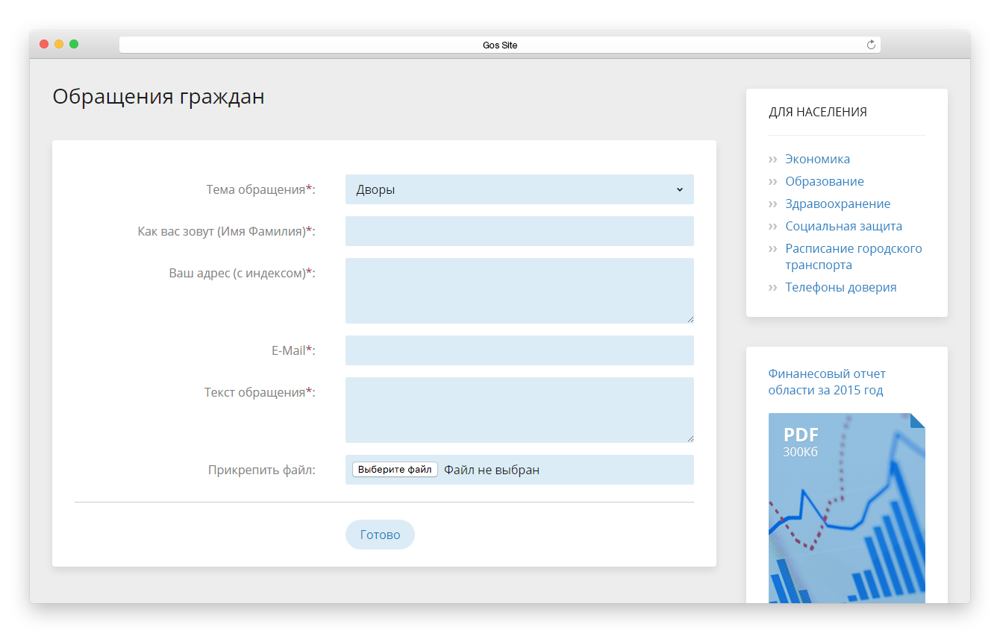 Gos Site
Обращения граждан
Тема обращения*:
Дворы
Как вас зовут (Имя Фамилия)*:
Ваш адрес (с индексом)*:
E-Mail*:
Текст обращения*:
Прикрепить файл:
Выберите файл Файл не выбран
Готово
ДЛЯ НАСЕЛЕНИЯ
›› Экономика
›› Образование
›› Здравоохранение
›› Социальная защита
›› Расписание городского
транспорта
›› Телефоны доверия
Финанесовый отчет
области за 2015 год
PDF
300Кб